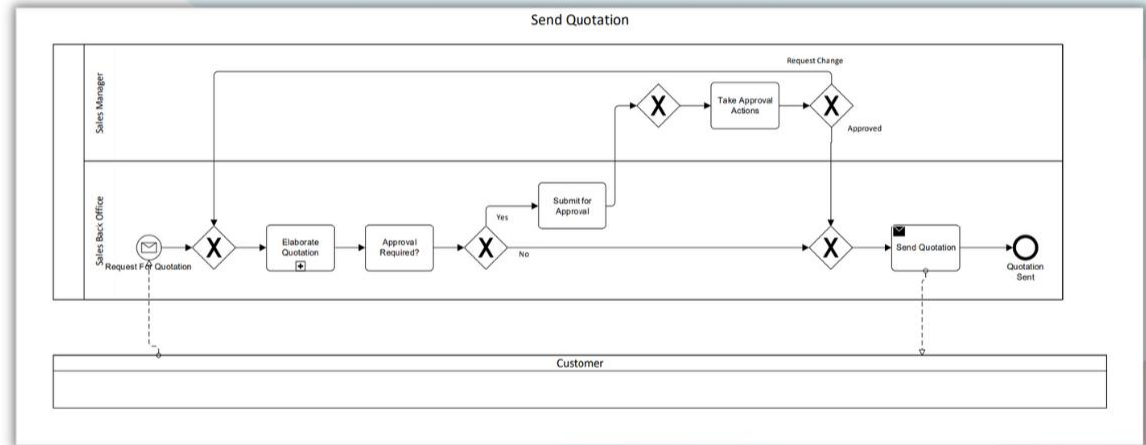 Send Quotation
Request Change
Sales Manager
X
Take Approval
Actions
X
Approved
Sales Back Office
Submit for
Approval
Yes
Request For Quotation
X
Elaborate
Quotation
Approval
Required?
X
No
X
Send Quotation
Quotation
Sent
Customer